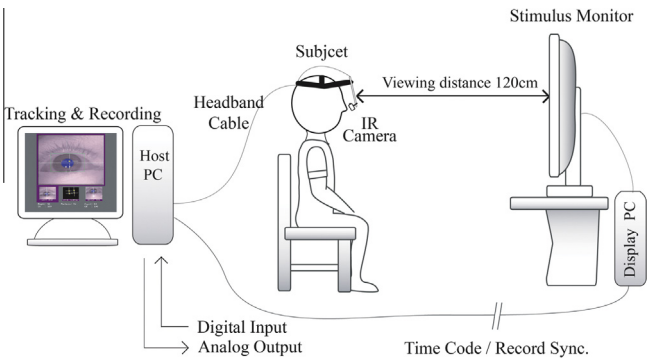 Stimulus Monitor
Subjcet
Viewing distance 120cm
Headband
Cable
IR
Camera
Tracking & Recording
Host
PC
Display PC
Digital Input
Analog Output
Time Code / Record Sync.